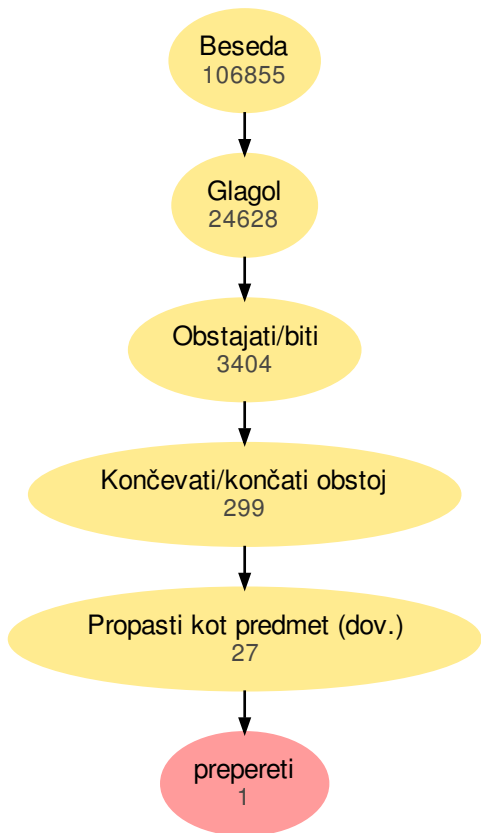 Beseda
106855
Glagol
24628
Obstajati/biti
3404
Končevati/končati obstoj
299
Propasti kot predmet (dov.)
27
prepereti
1